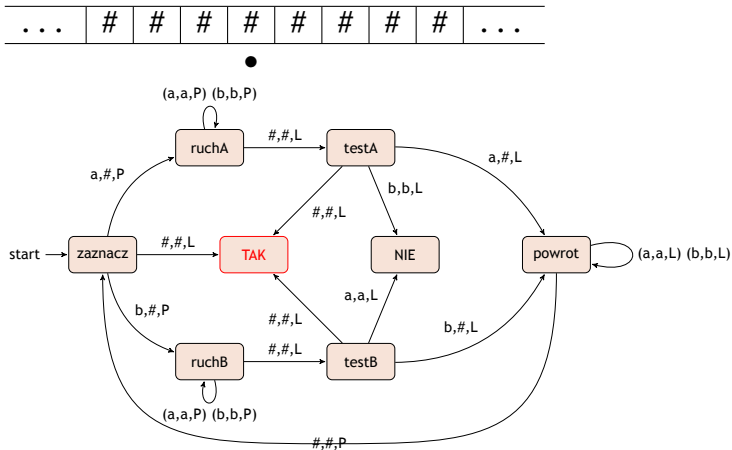 . . . # # # # # # # # . . .
(a,a,P) (b,b,P)
ruchA
#,#,L
testA
a,#,P
a,#,L
b,b,L
#,#,L
start
zaznacz
#,#,L
TAK
NIE
powrot
(a,a,L) (b,b,L)
b,#,P
a,a,L
#,#,L
b,#,L
ruchB
#,#,L
testB
(a,a,P) (b,b,P)
#,#,P